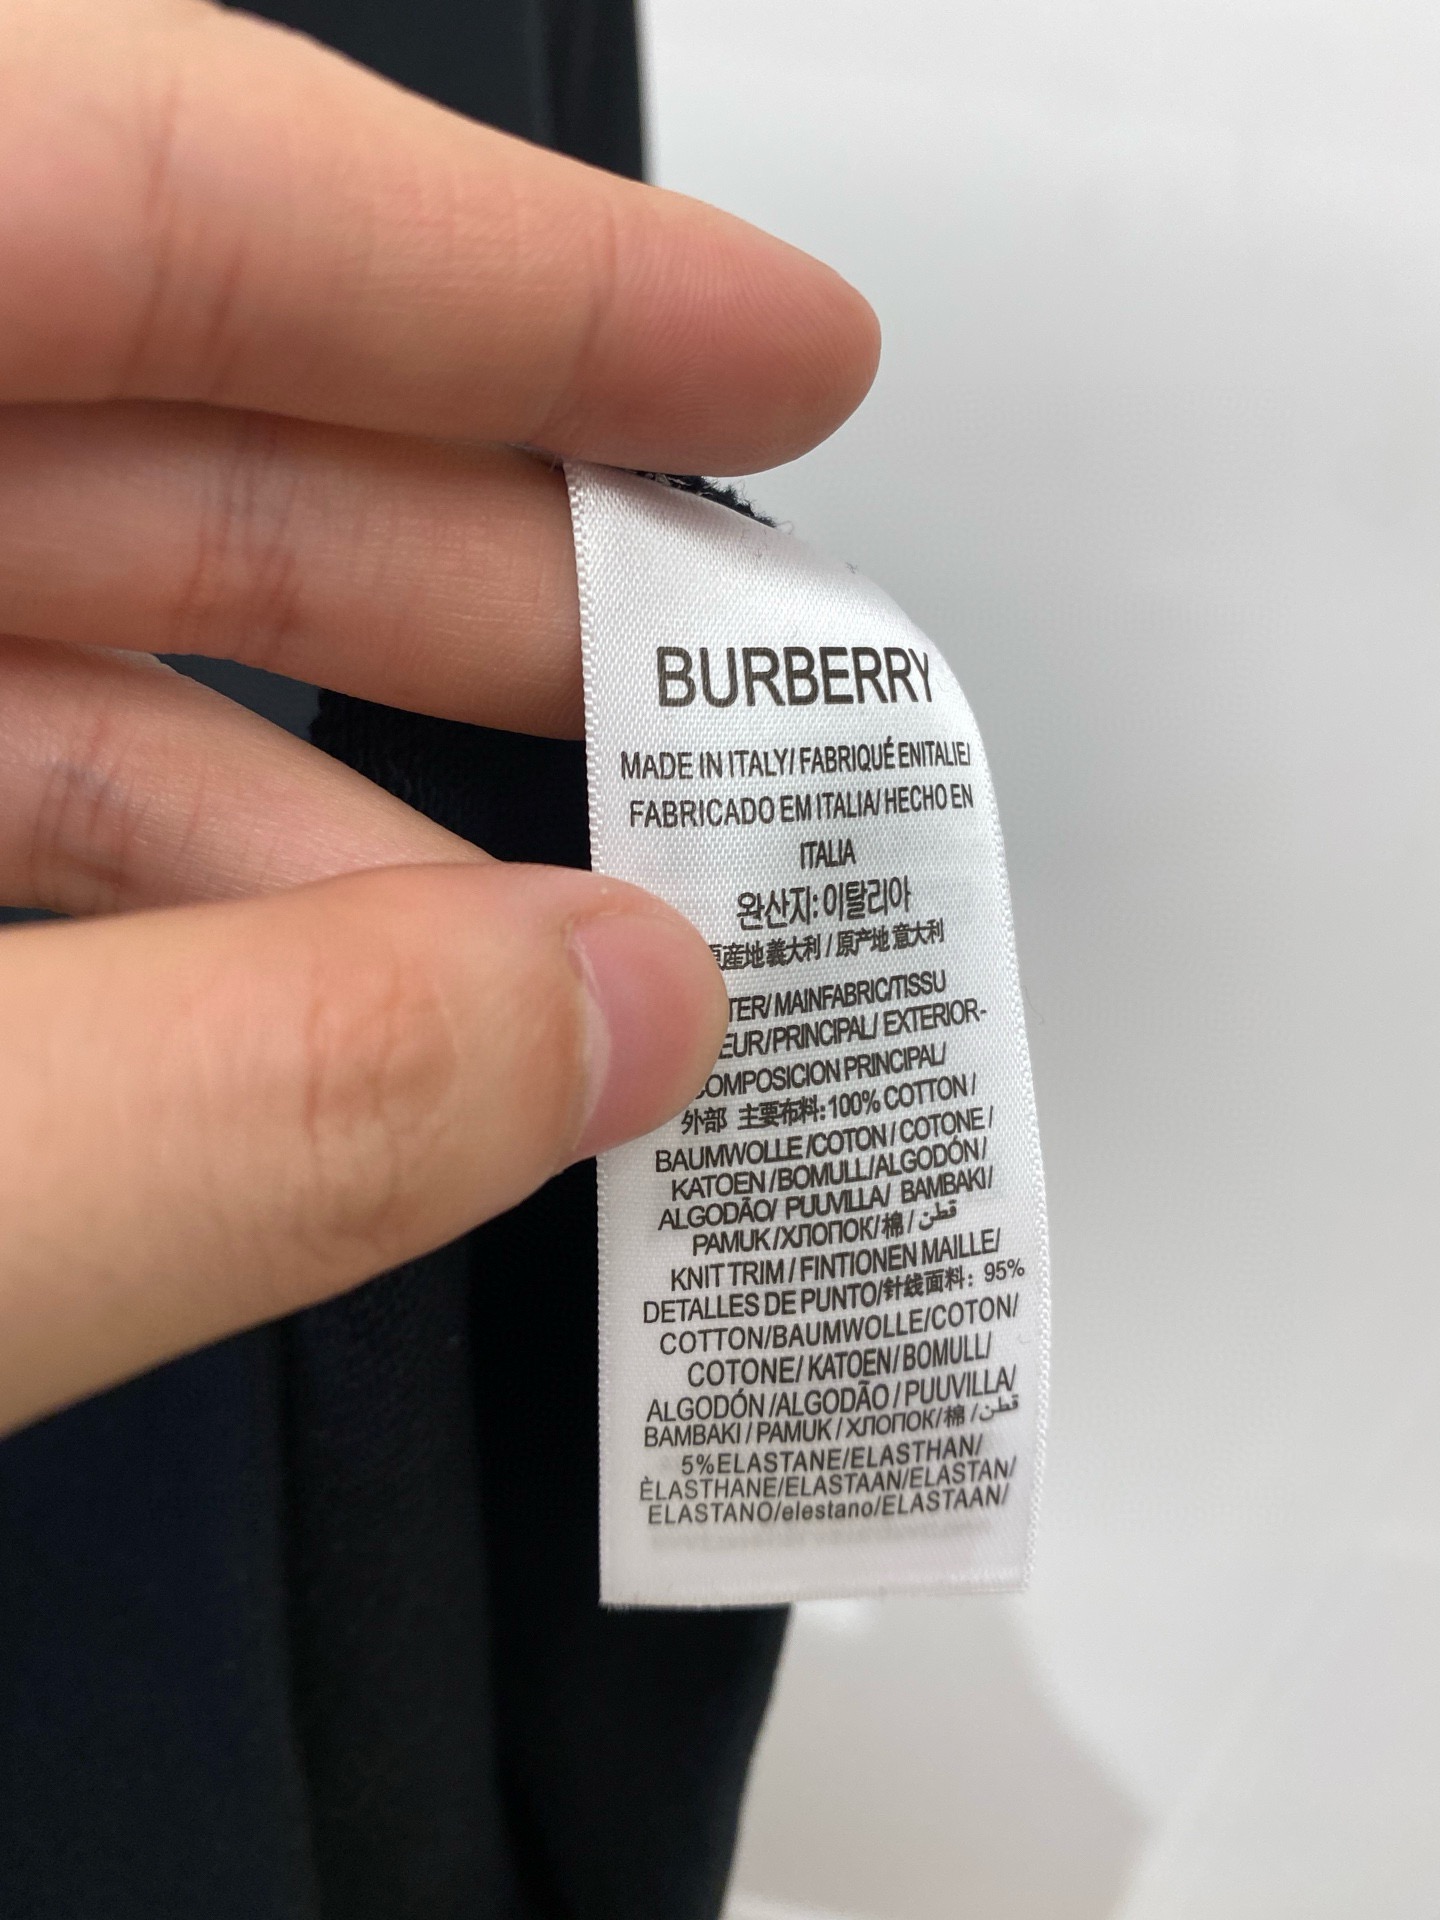 BURBERRY
MADE IN ITALY/ FABRIQUÉ ENITALIE/
FABRICADO EM ITALIA/ HECHO EN
ITALIA
완산지: 이탈리아
産地義大利 / 原产地 意大利
TER/ MAINFABRIC/TISSU
EUR/PRINCIPAL/ EXTERIOR-
COMPOSICION PRINCIPAL/
外部 主要布料: 100% COTTON /
BAUMWOLLE /COTON / COTONE /
KATOEN /BOMULL/ALGODÓN/
ALGODÃO/ PUUVILLA/ BAMBAKI/
PAMUK /ХЛОПОК/ 棉 / قطن
KNIT TRIM / FINTIONEN MAILLE/
DETALLES DE PUNTO/针线面料: 95%
COTTON/BAUMWOLLE/COTON/
COTONE/ KATOEN/ BOMULL/
ALGODÓN /ALGODÃO / PUUVILLA/
BAMBAKI / PAMUK / ХЛОПОК/ 棉 / قطن
5%ELASTANE/ELASTHAN/
ÈLASTHANE/ELASTAAN/ELASTAN/
ELASTANO/elestano/ELASTAAN/